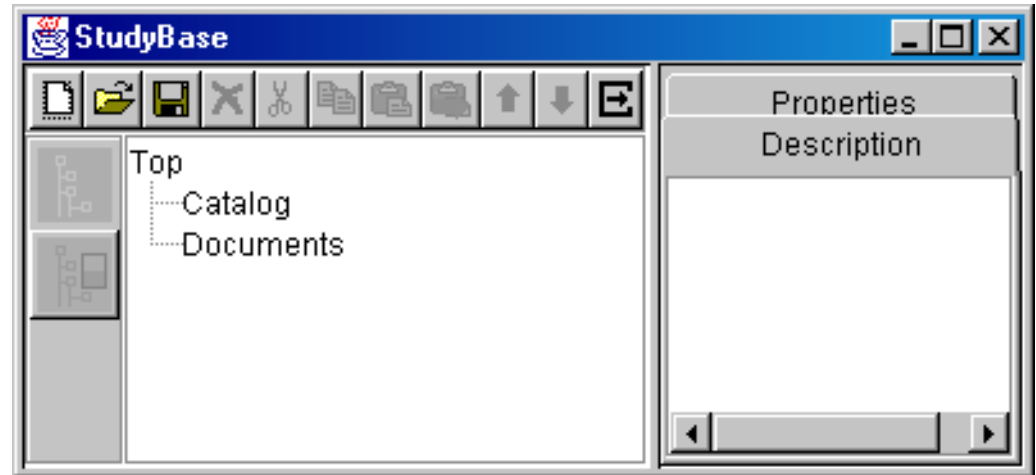 StudyBase
Properties
Description
Top
Catalog
Documents